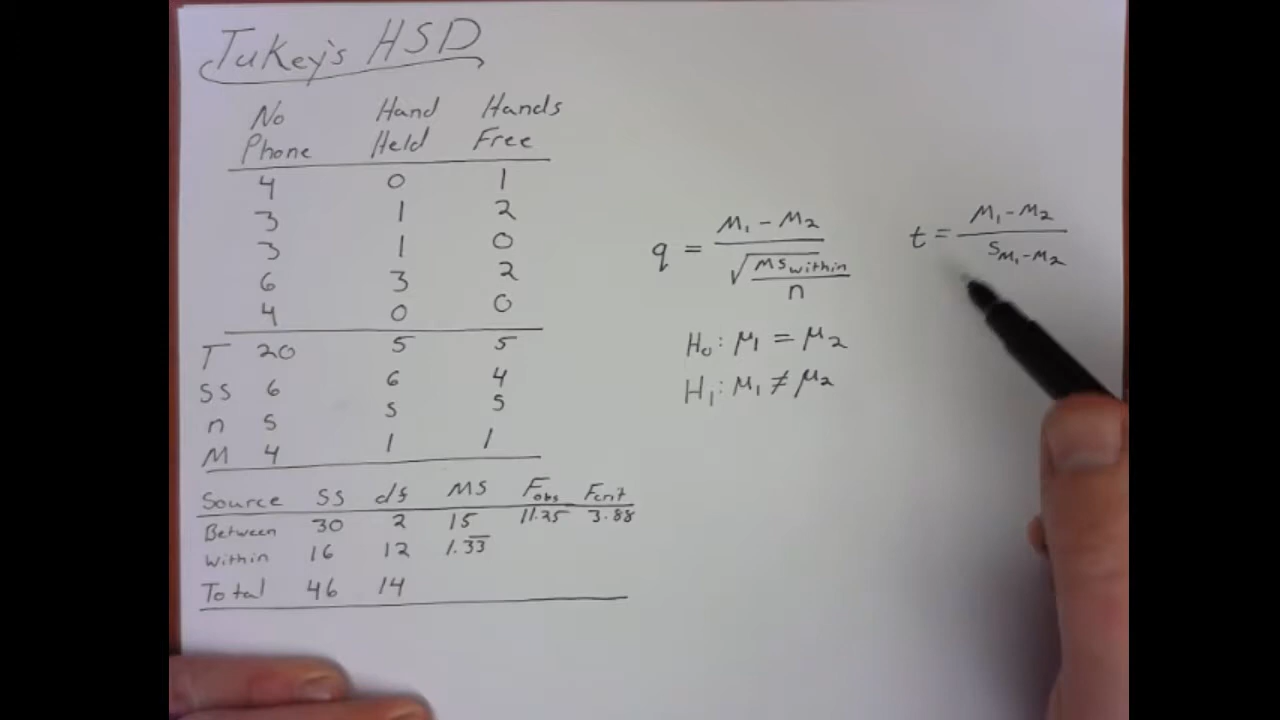 Tukey's HSD
No Phone Hand Held Hands Free
4 0 1
3 1 2
3 1 0
6 3 2
4 0 0
T 20 5 5
SS 6 6 4
n 5 5 5
M 4 1 1
Source SS df MS Fobs Fcrit
Between 30 2 15 11.25 3.88
Within 16 12 1.3̅3̅
Total 46 14
q = (M₁ - M₂) / √(MSwithin / n)
t = (M₁ - M₂) / s_M₁-M₂
H₀: μ₁ = μ₂
H₁: μ₁ ≠ μ₂